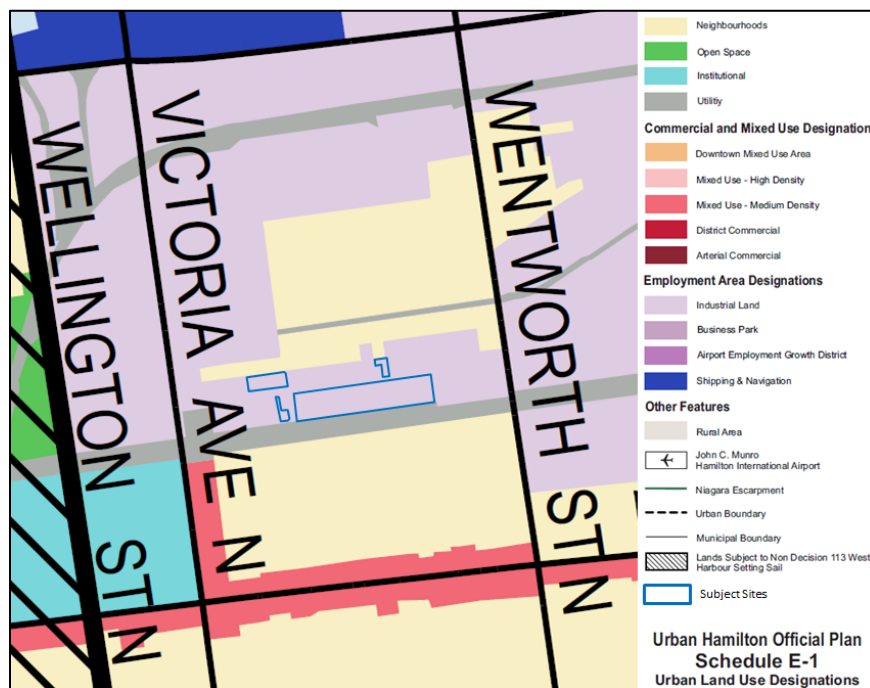 WELLINGTON ST N
VICTORIA AVE N
WENTWORTH ST N
Neighbourhoods
Open Space
Institutional
Utilitiy
Commercial and Mixed Use Designation
Downtown Mixed Use Area
Mixed Use - High Density
Mixed Use - Medium Density
District Commercial
Arterial Commercial
Employment Area Designations
Industrial Land
Business Park
Airport Employment Growth District
Shipping & Navigation
Other Features
Rural Area
John C. Munro
Hamilton International Airport
Niagara Escarpment
Urban Boundary
Municipal Boundary
Lands Subject to Non Decision 113 West
Harbour Setting Sail
Subject Sites
Urban Hamilton Official Plan
Schedule E-1
Urban Land Use Designations